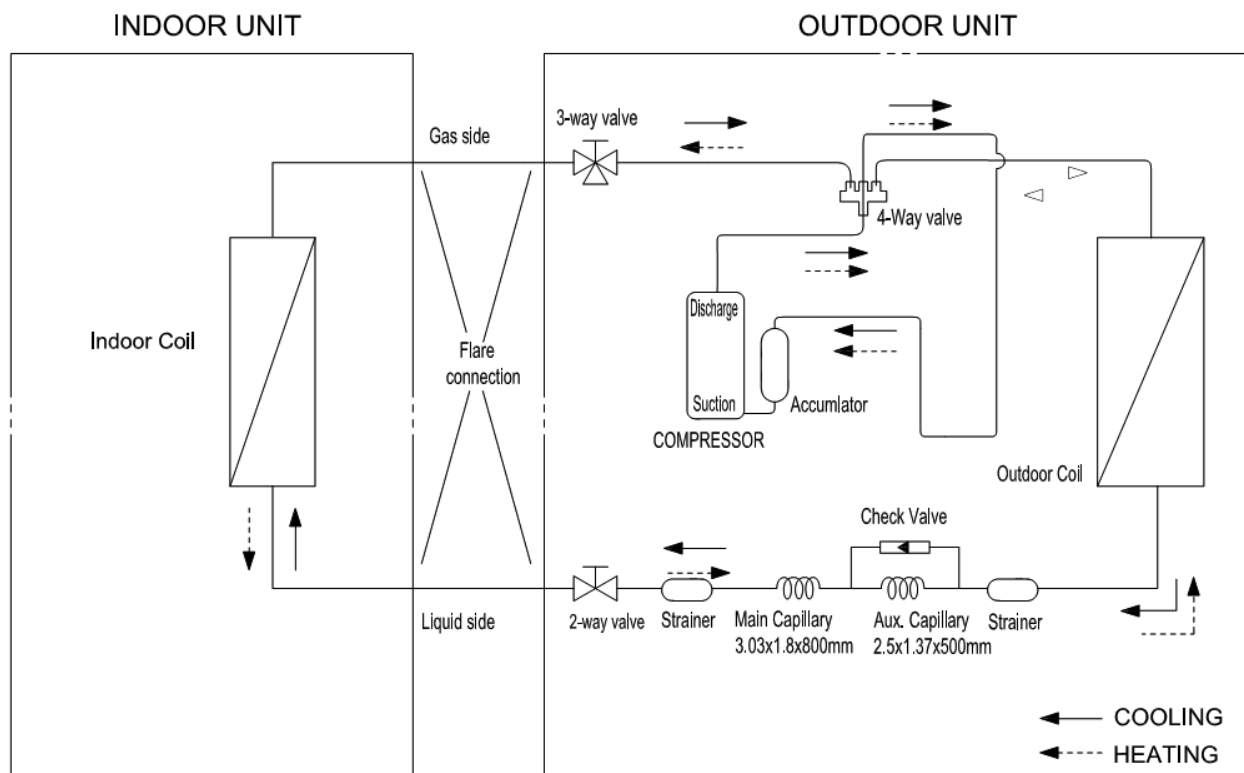 INDOOR UNIT
OUTDOOR UNIT
3-way valve
Gas side
4-Way valve
Discharge
Indoor Coil
Flare
connection
Suction
Accumlator
COMPRESSOR
Outdoor Coil
Check Valve
Liquid side
2-way valve
Strainer
Main Capillary
3.03x1.8x800mm
Aux. Capillary
2.5x1.37x500mm
Strainer
COOLING
HEATING